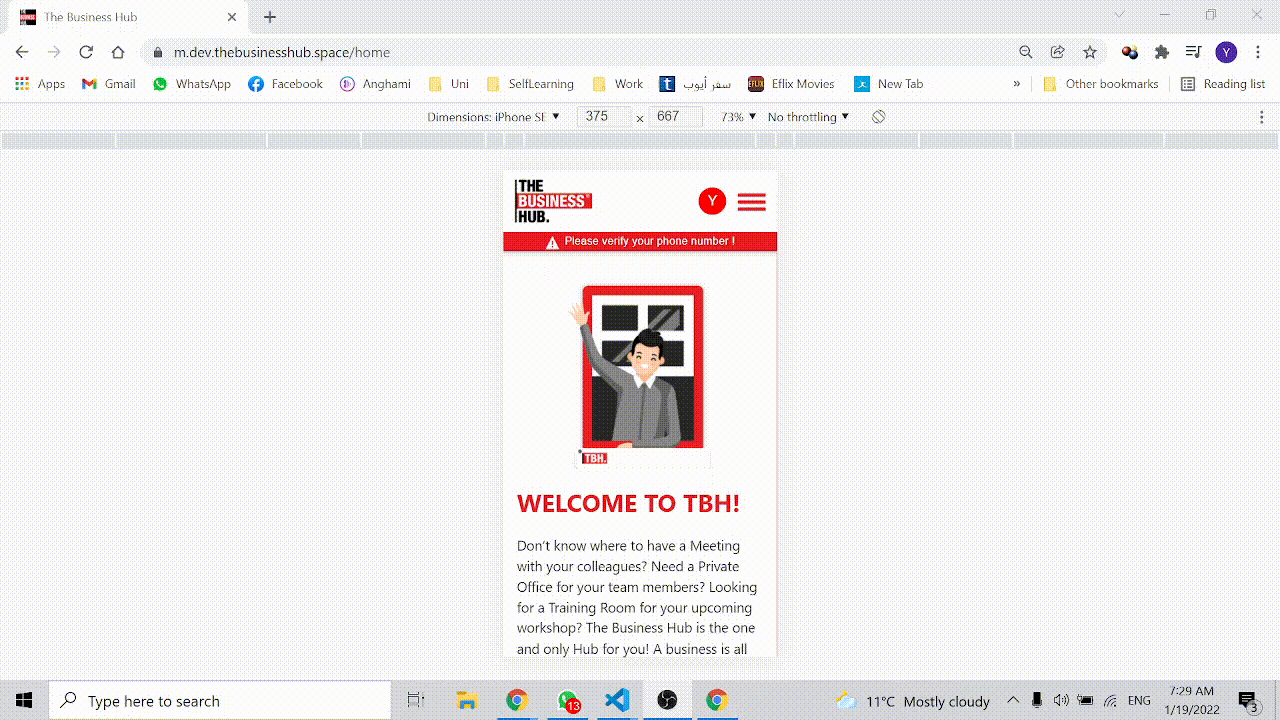 The Business Hub
m.dev.thebusinesshub.space/home
Apps Gmail WhatsApp Facebook Anghami Uni SelfLearning Work سفر أيوب Eflix Movies New Tab » Other bookmarks Reading list
Dimensions: iPhone SE 375 × 667 73% No throttling
THE
BUSINESS
HUB.
Y
Please verify your phone number !
TBH.
WELCOME TO TBH!
Don't know where to have a Meeting
with your colleagues? Need a Private
Office for your team members? Looking
for a Training Room for your upcoming
workshop? The Business Hub is the one
and only Hub for you! A business is all
Type here to search
13
11°C Mostly cloudy
ENG
7:29 AM
1/19/2022
3